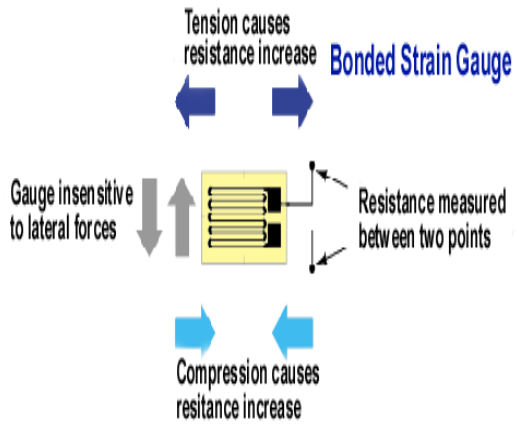 Tension causes
resistance increase
Bonded Strain Gauge
Gauge insensitive
to lateral forces
Resistance measured
between two points
Compression causes
resitance increase